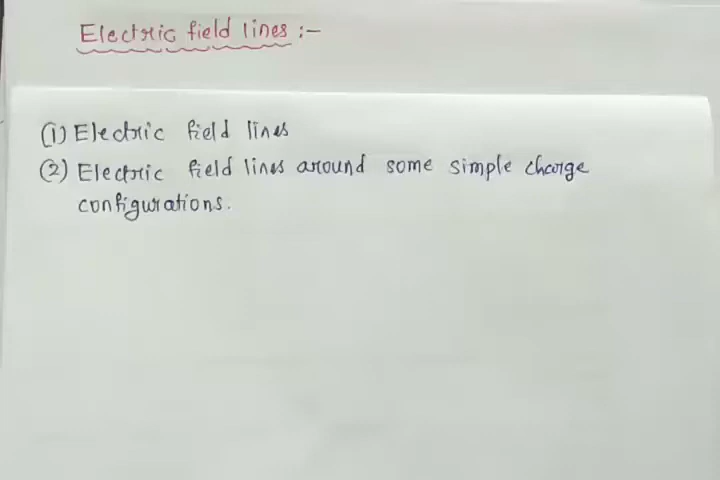 Electric field lines :-
(1) Electric field lines
(2) Electric field lines around some simple charge
configurations.